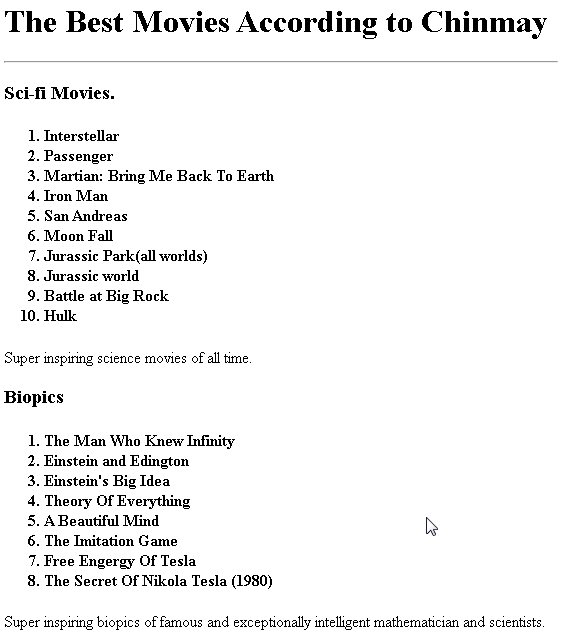 The Best Movies According to Chinmay
Sci-fi Movies.
1. Interstellar
2. Passenger
3. Martian: Bring Me Back To Earth
4. Iron Man
5. San Andreas
6. Moon Fall
7. Jurassic Park(all worlds)
8. Jurassic world
9. Battle at Big Rock
10. Hulk
Super inspiring science movies of all time.
Biopics
1. The Man Who Knew Infinity
2. Einstein and Edington
3. Einstein's Big Idea
4. Theory Of Everything
5. A Beautiful Mind
6. The Imitation Game
7. Free Engergy Of Tesla
8. The Secret Of Nikola Tesla (1980)
Super inspiring biopics of famous and exceptionally intelligent mathematician and scientists.